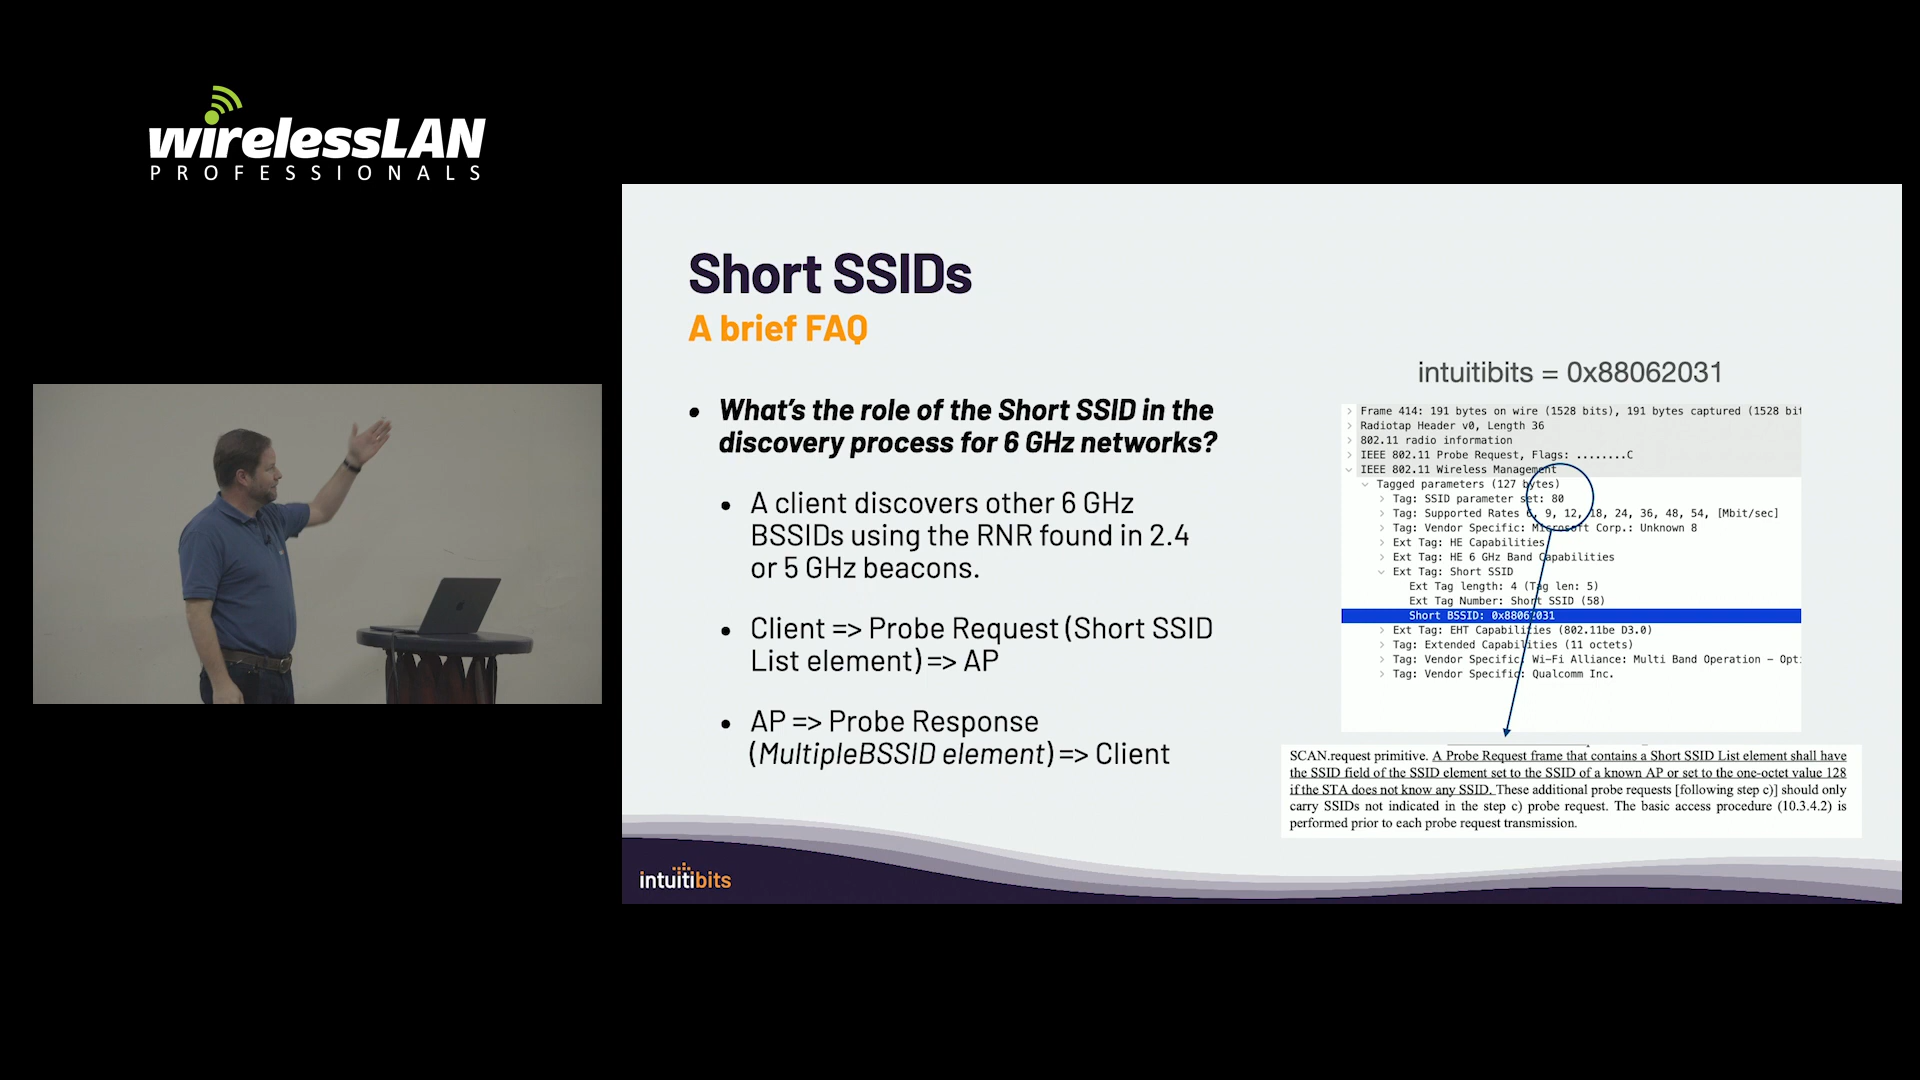 wirelessLAN
PROFESSIONALS
Short SSIDs
A brief FAQ
• What's the role of the Short SSID in the
discovery process for 6 GHz networks?
• A client discovers other 6 GHz
BSSIDs using the RNR found in 2.4
or 5 GHz beacons.
• Client => Probe Request (Short SSID
List element) => AP
• AP => Probe Response
(MultipleBSSID element) => Client
intuitibits = 0x88062031
Frame 414: 191 bytes on wire (1528 bits), 191 bytes captured (1528 bit
Radiotap Header v0, Length 36
802.11 radio information
IEEE 802.11 Probe Request, Flags: ........C
IEEE 802.11 Wireless Management
Tagged parameters (127 bytes)
Tag: SSID parameter set: 80
Tag: Supported Rates 6, 9, 12, 18, 24, 36, 48, 54, [Mbit/sec]
Tag: Vendor Specific: Microsoft Corp.: Unknown 8
Ext Tag: HE Capabilities
Ext Tag: HE 6 GHz Band Capabilities
Ext Tag: Short SSID
Ext Tag length: 4 (Tag len: 5)
Ext Tag Number: Short SSID (58)
Short BSSID: 0x88062031
Ext Tag: EHT Capabilities (802.11be D3.0)
Tag: Extended Capabilities (11 octets)
Tag: Vendor Specific: Wi-Fi Alliance: Multi Band Operation - Opt
Tag: Vendor Specific: Qualcomm Inc.
SCAN.request primitive. A Probe Request frame that contains a Short SSID List element shall have
the SSID field of the SSID element set to the SSID of a known AP or set to the one-octet value 128
if the STA does not know any SSID. These additional probe requests [following step c)] should only
carry SSIDs not indicated in the step c) probe request. The basic access procedure (10.3.4.2) is
performed prior to each probe request transmission.
intuitibits